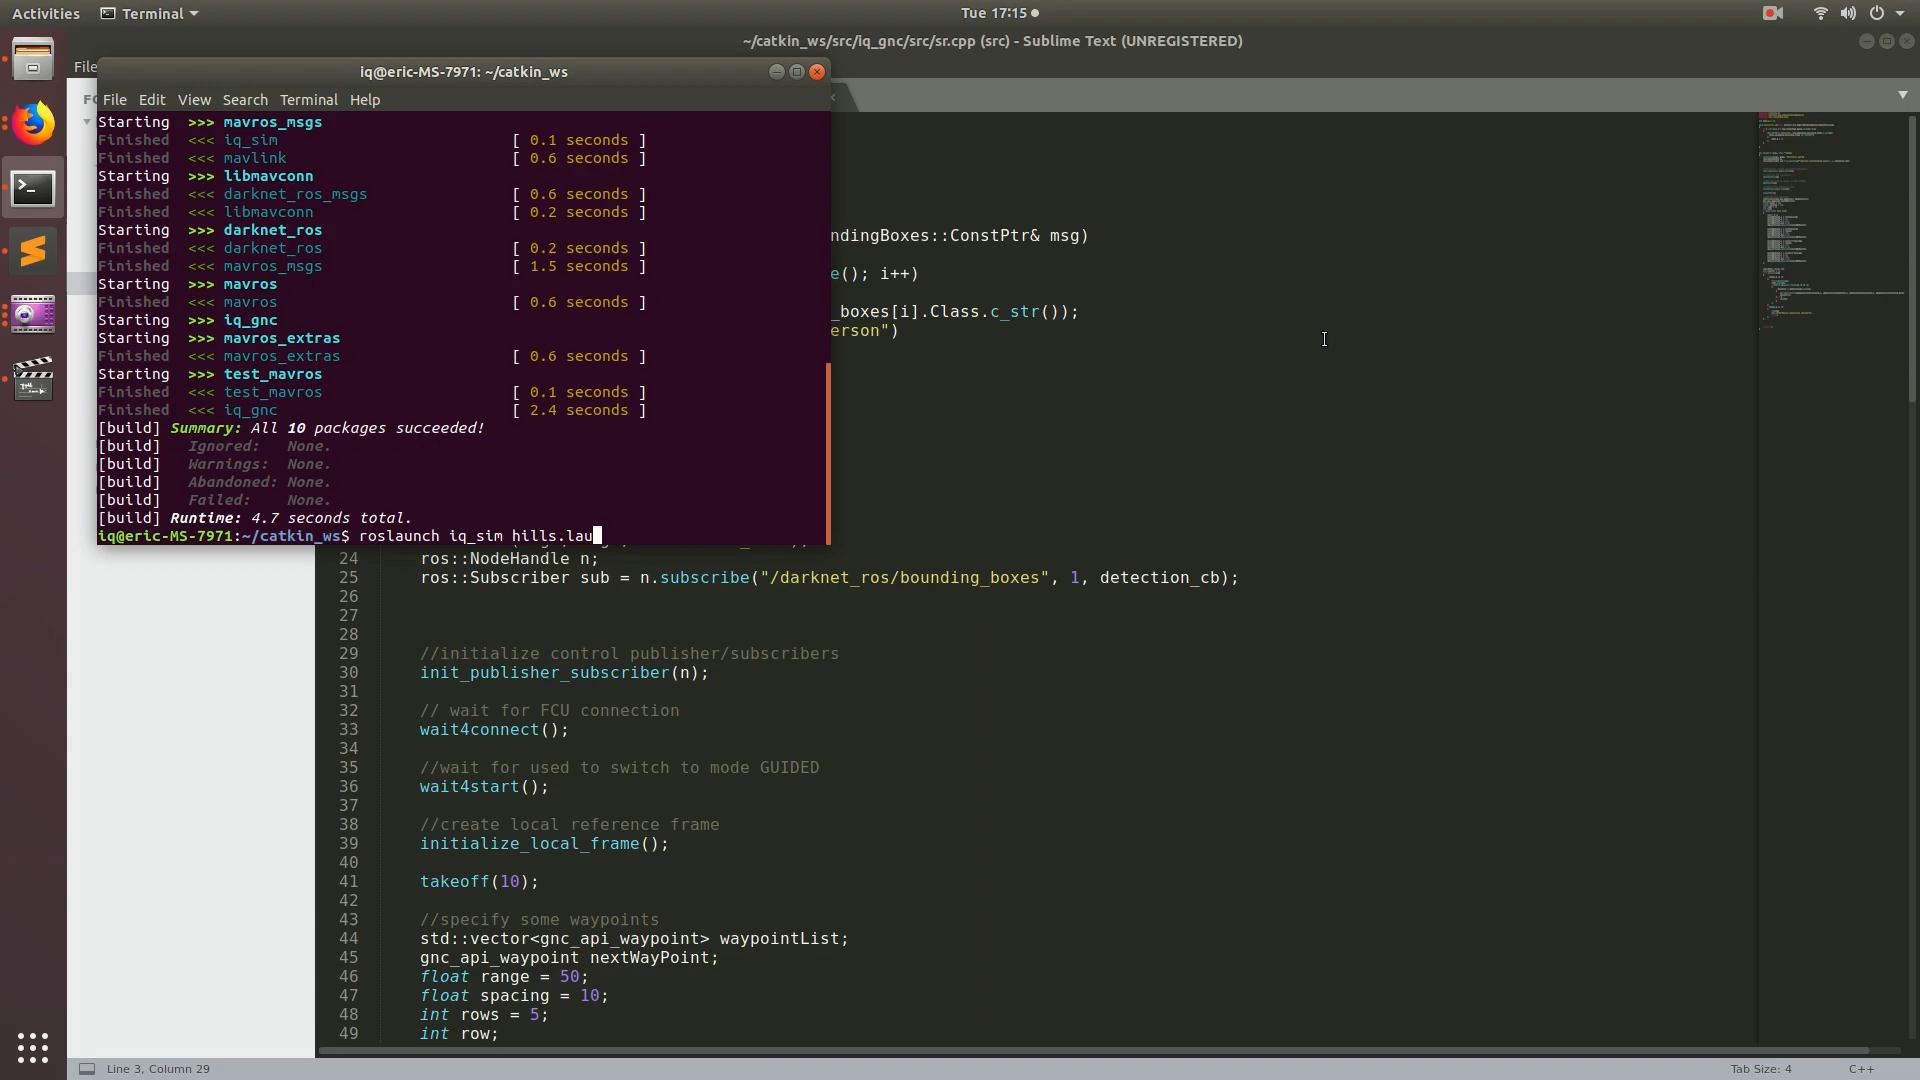 Activities Terminal Tue 17:15
~/catkin_ws/src/iq_gnc/src/sr.cpp (src) - Sublime Text (UNREGISTERED)
File
iq@eric-MS-7971: ~/catkin_ws
File Edit View Search Terminal Help
Starting >>> mavros_msgs
Finished <<< iq_sim [ 0.1 seconds ]
Finished <<< mavlink [ 0.6 seconds ]
Starting >>> libmavconn
Finished <<< darknet_ros_msgs [ 0.6 seconds ]
Finished <<< libmavconn [ 0.2 seconds ]
Starting >>> darknet_ros
Finished <<< darknet_ros [ 0.2 seconds ]
Finished <<< mavros_msgs [ 1.5 seconds ]
Starting >>> mavros
Finished <<< mavros [ 0.6 seconds ]
Starting >>> iq_gnc
Starting >>> mavros_extras
Finished <<< mavros_extras [ 0.6 seconds ]
Starting >>> test_mavros
Finished <<< test_mavros [ 0.1 seconds ]
Finished <<< iq_gnc [ 2.4 seconds ]
[build] Summary: All 10 packages succeeded!
[build] Ignored: None.
[build] Warnings: None.
[build] Abandoned: None.
[build] Failed: None.
[build] Runtime: 4.7 seconds total.
iq@eric-MS-7971:~/catkin_ws$ roslaunch iq_sim hills.lau
ndingBoxes::ConstPtr& msg)
e(); i++)
_boxes[i].Class.c_str());
erson")
24 ros::NodeHandle n;
25 ros::Subscriber sub = n.subscribe("/darknet_ros/bounding_boxes", 1, detection_cb);
26
27
28
29 //initialize control publisher/subscribers
30 init_publisher_subscriber(n);
31
32 // wait for FCU connection
33 wait4connect();
34
35 //wait for used to switch to mode GUIDED
36 wait4start();
37
38 //create local reference frame
39 initialize_local_frame();
40
41 takeoff(10);
42
43 //specify some waypoints
44 std::vector<gnc_api_waypoint> waypointList;
45 gnc_api_waypoint nextWayPoint;
46 float range = 50;
47 float spacing = 10;
48 int rows = 5;
49 int row;
Line 3, Column 29 Tab Size: 4 C++